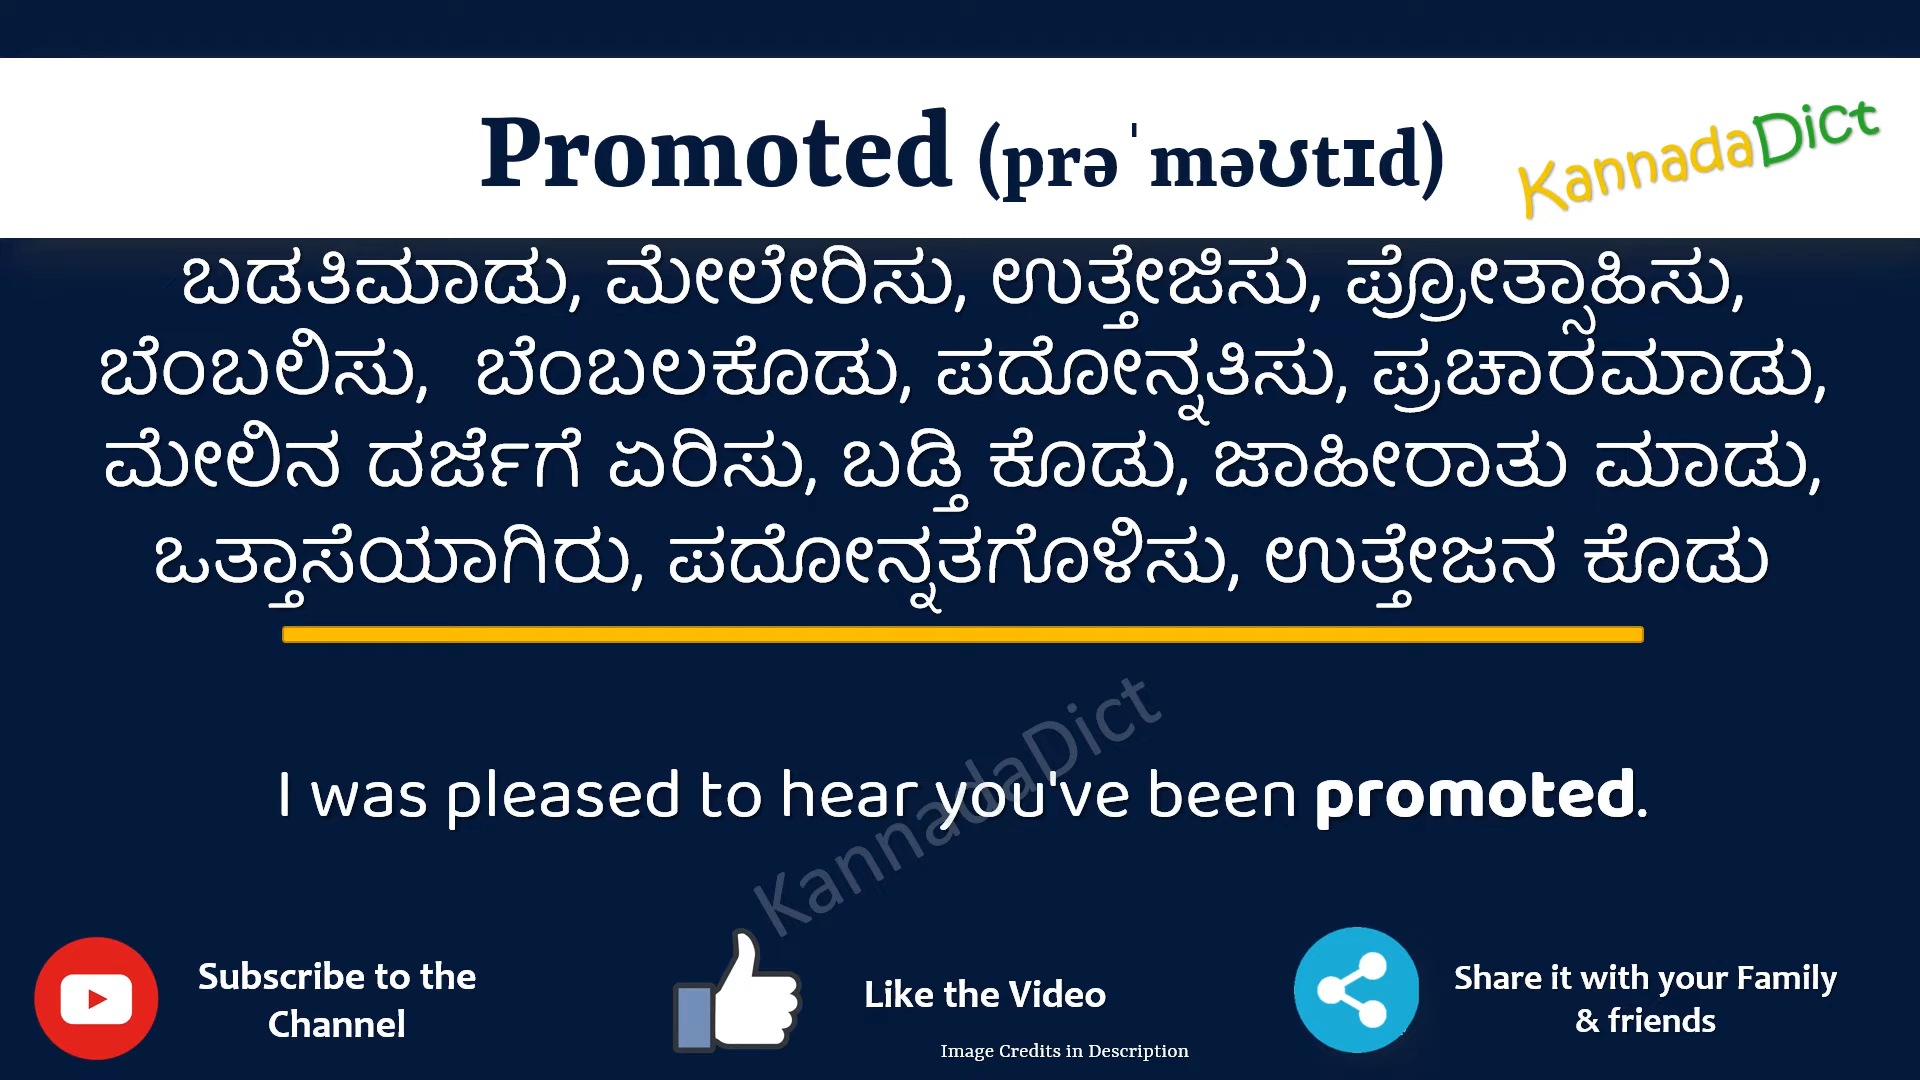 Promoted (prəˈməʊtɪd)
KannadaDict
ಬಡತಿಮಾಡು, ಮೇಲೇರಿಸು, ಉತ್ತೇಜಿಸು, ಪ್ರೋತ್ಸಾಹಿಸು,
ಬೆಂಬಲಿಸು, ಬೆಂಬಲಕೊಡು, ಪದೋನ್ನತಿಸು, ಪ್ರಚಾರಮಾಡು,
ಮೇಲಿನ ದರ್ಜೆಗೆ ಏರಿಸು, ಬಡ್ತಿ ಕೊಡು, ಜಾಹೀರಾತು ಮಾಡು,
ಒತ್ತಾಸೆಯಾಗಿರು, ಪದೋನ್ನತಗೊಳಿಸು, ಉತ್ತೇಜನ ಕೊಡು
KannadaDict
I was pleased to hear you've been promoted.
Subscribe to the
Channel
Like the Video
Share it with your Family
& friends
Image Credits in Description